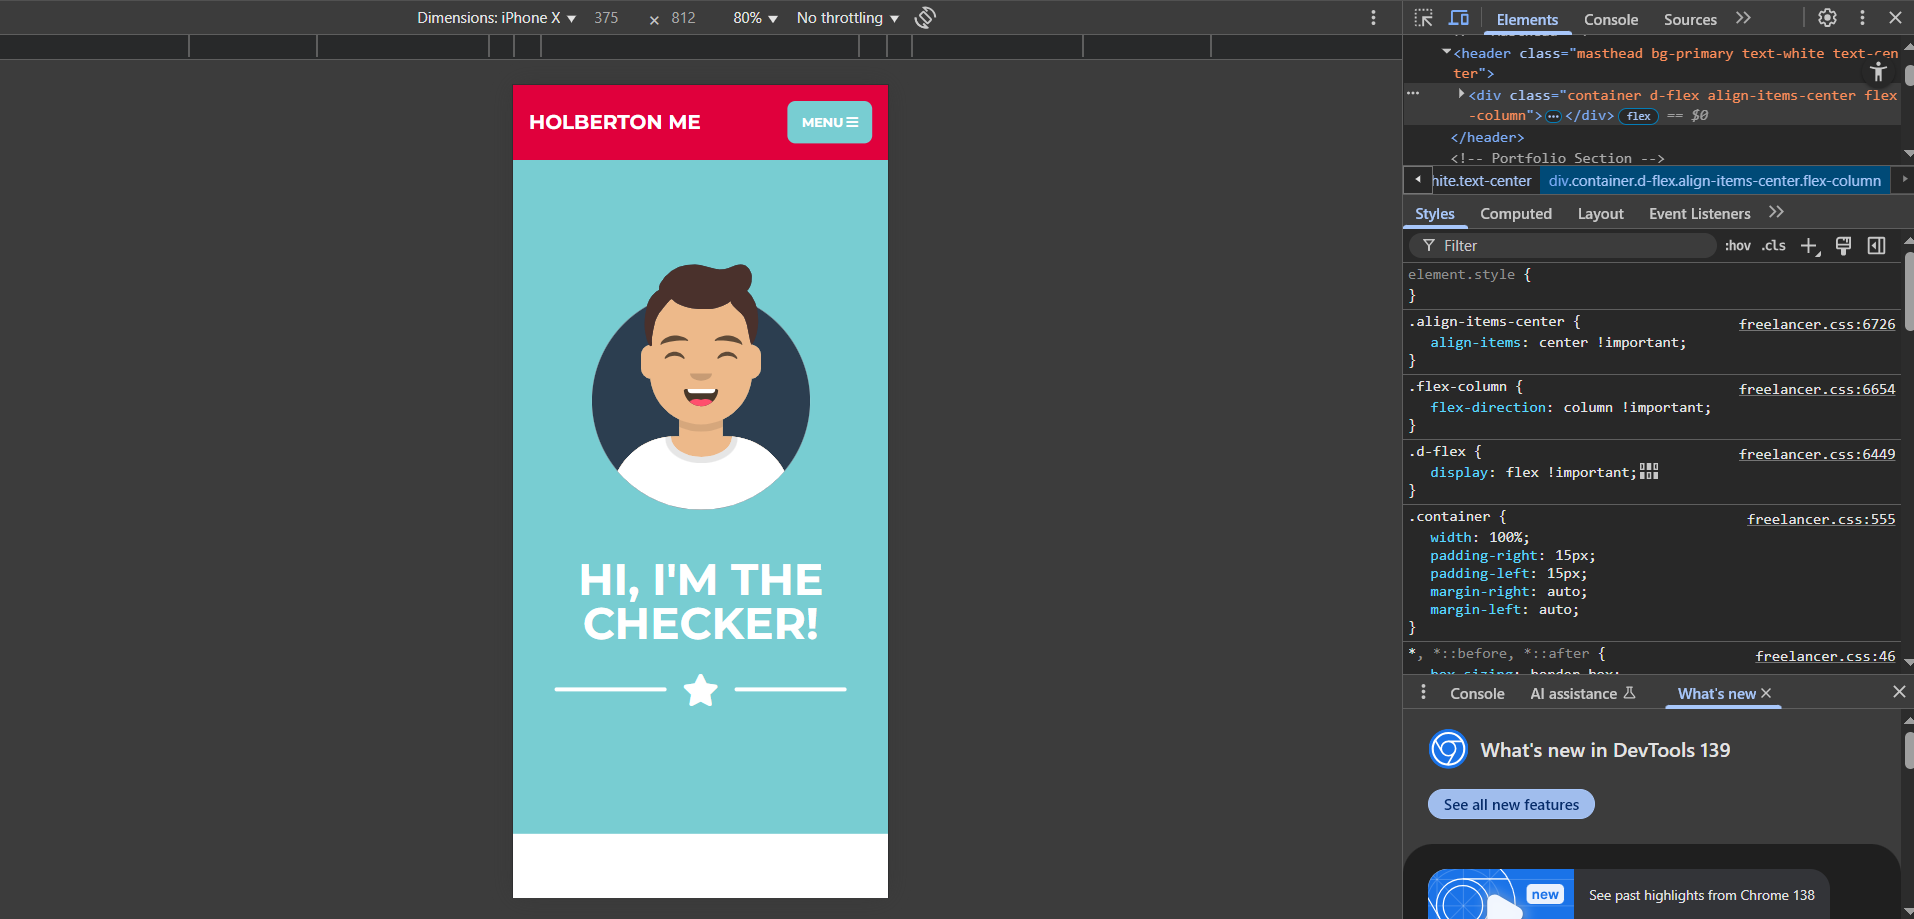 Dimensions: iPhone X ▼ 375 × 812 80% ▼ No throttling ▼
Elements Console Sources
<header class="masthead bg-primary text-white text-cen
ter">
<div class="container d-flex align-items-center flex
-column"> </div> flex == $0
</header>
<!-- Portfolio Section -->
hite.text-center div.container.d-flex.align-items-center.flex-column
Styles Computed Layout Event Listeners
Filter :hov .cls
element.style {
}
.align-items-center { freelancer.css:6726
align-items: center !important;
}
.flex-column { freelancer.css:6654
flex-direction: column !important;
}
.d-flex { freelancer.css:6449
display: flex !important;
}
.container { freelancer.css:555
width: 100%;
padding-right: 15px;
padding-left: 15px;
margin-right: auto;
margin-left: auto;
}
*, *::before, *::after { freelancer.css:46
box-sizing: border-box;
Console AI assistance What's new
What's new in DevTools 139
See all new features
new
See past highlights from Chrome 138
HOLBERTON ME
MENU
HI, I'M THE
CHECKER!